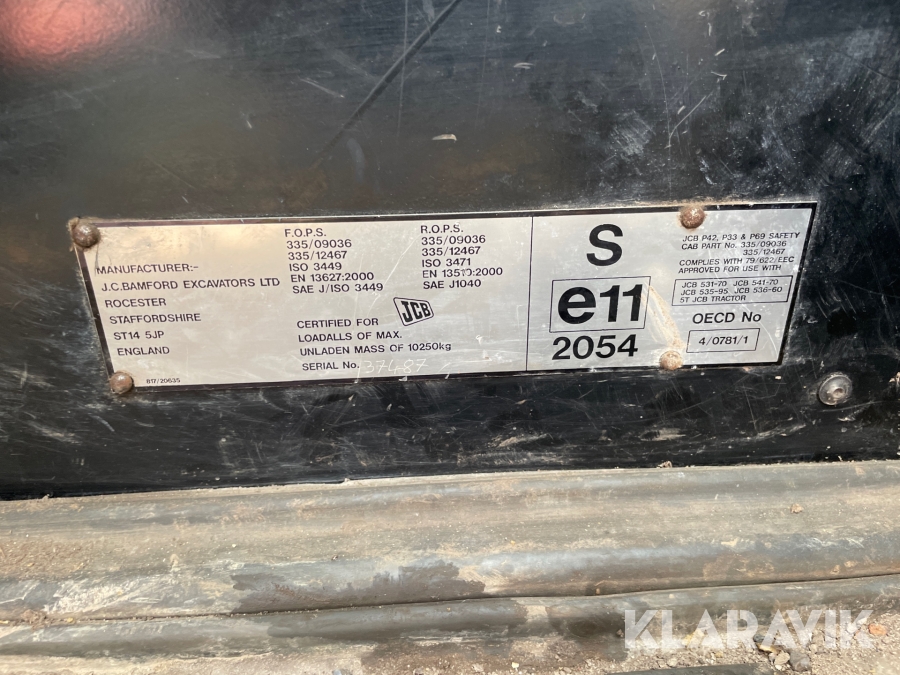 MANUFACTURER:-
J.C.BAMFORD EXCAVATORS LTD
ROCESTER
STAFFORDSHIRE
ST14 5JP
ENGLAND
817/20635
F.O.P.S.
335/09036
335/12467
ISO 3449
EN 13627:2000
SAE J/ISO 3449
R.O.P.S.
335/09036
335/12467
ISO 3471
EN 13510:2000
SAE J1040
CERTIFIED FOR
LOADALLS OF MAX.
UNLADEN MASS OF 10250kg
SERIAL No.
JCB
S
e11
2054
JCB P42, P33 & P69 SAFETY
CAB PART No. 335/09036
335/12467
COMPLIES WITH 79/622/EEC
APPROVED FOR USE WITH
JCB 531-70 JCB 541-70
JCB 535-95 JCB 536-60
5T JCB TRACTOR
OECD No
4/0781/1
KLARAVIK